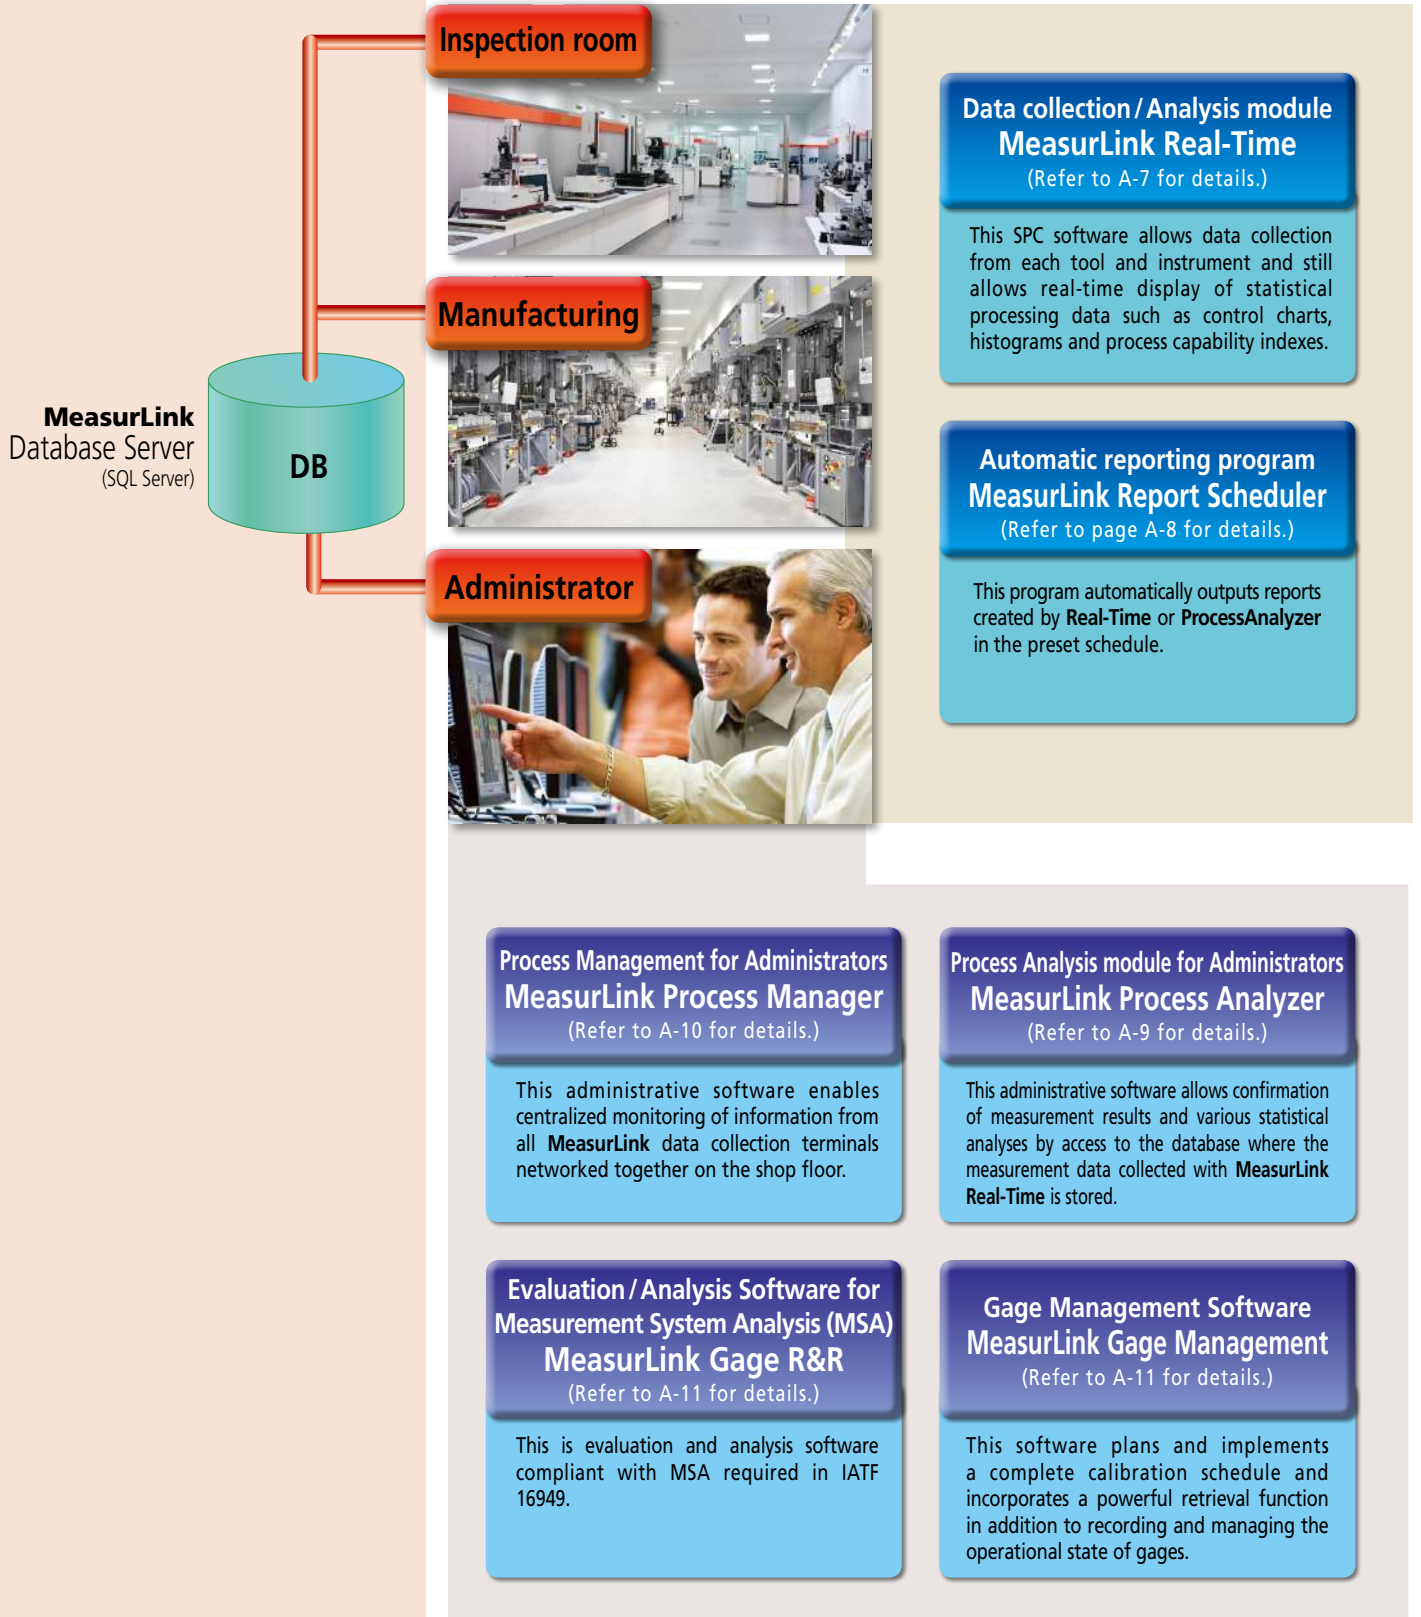 Inspection room
Manufacturing
MeasurLink
Database Server
(SQL Server)
DB
Administrator
Data collection / Analysis module
MeasurLink Real-Time
(Refer to A-7 for details.)
This SPC software allows data collection
from each tool and instrument and still
allows real-time display of statistical
processing data such as control charts,
histograms and process capability indexes.
Automatic reporting program
MeasurLink Report Scheduler
(Refer to page A-8 for details.)
This program automatically outputs reports
created by Real-Time or ProcessAnalyzer
in the preset schedule.
Process Management for Administrators
MeasurLink Process Manager
(Refer to A-10 for details.)
This administrative software enables
centralized monitoring of information from
all MeasurLink data collection terminals
networked together on the shop floor.
Process Analysis module for Administrators
MeasurLink Process Analyzer
(Refer to A-9 for details.)
This administrative software allows confirmation
of measurement results and various statistical
analyses by access to the database where the
measurement data collected with MeasurLink
Real-Time is stored.
Evaluation / Analysis Software for
Measurement System Analysis (MSA)
MeasurLink Gage R&R
(Refer to A-11 for details.)
This is evaluation and analysis software
compliant with MSA required in IATF
16949.
Gage Management Software
MeasurLink Gage Management
(Refer to A-11 for details.)
This software plans and implements
a complete calibration schedule and
incorporates a powerful retrieval function
in addition to recording and managing the
operational state of gages.